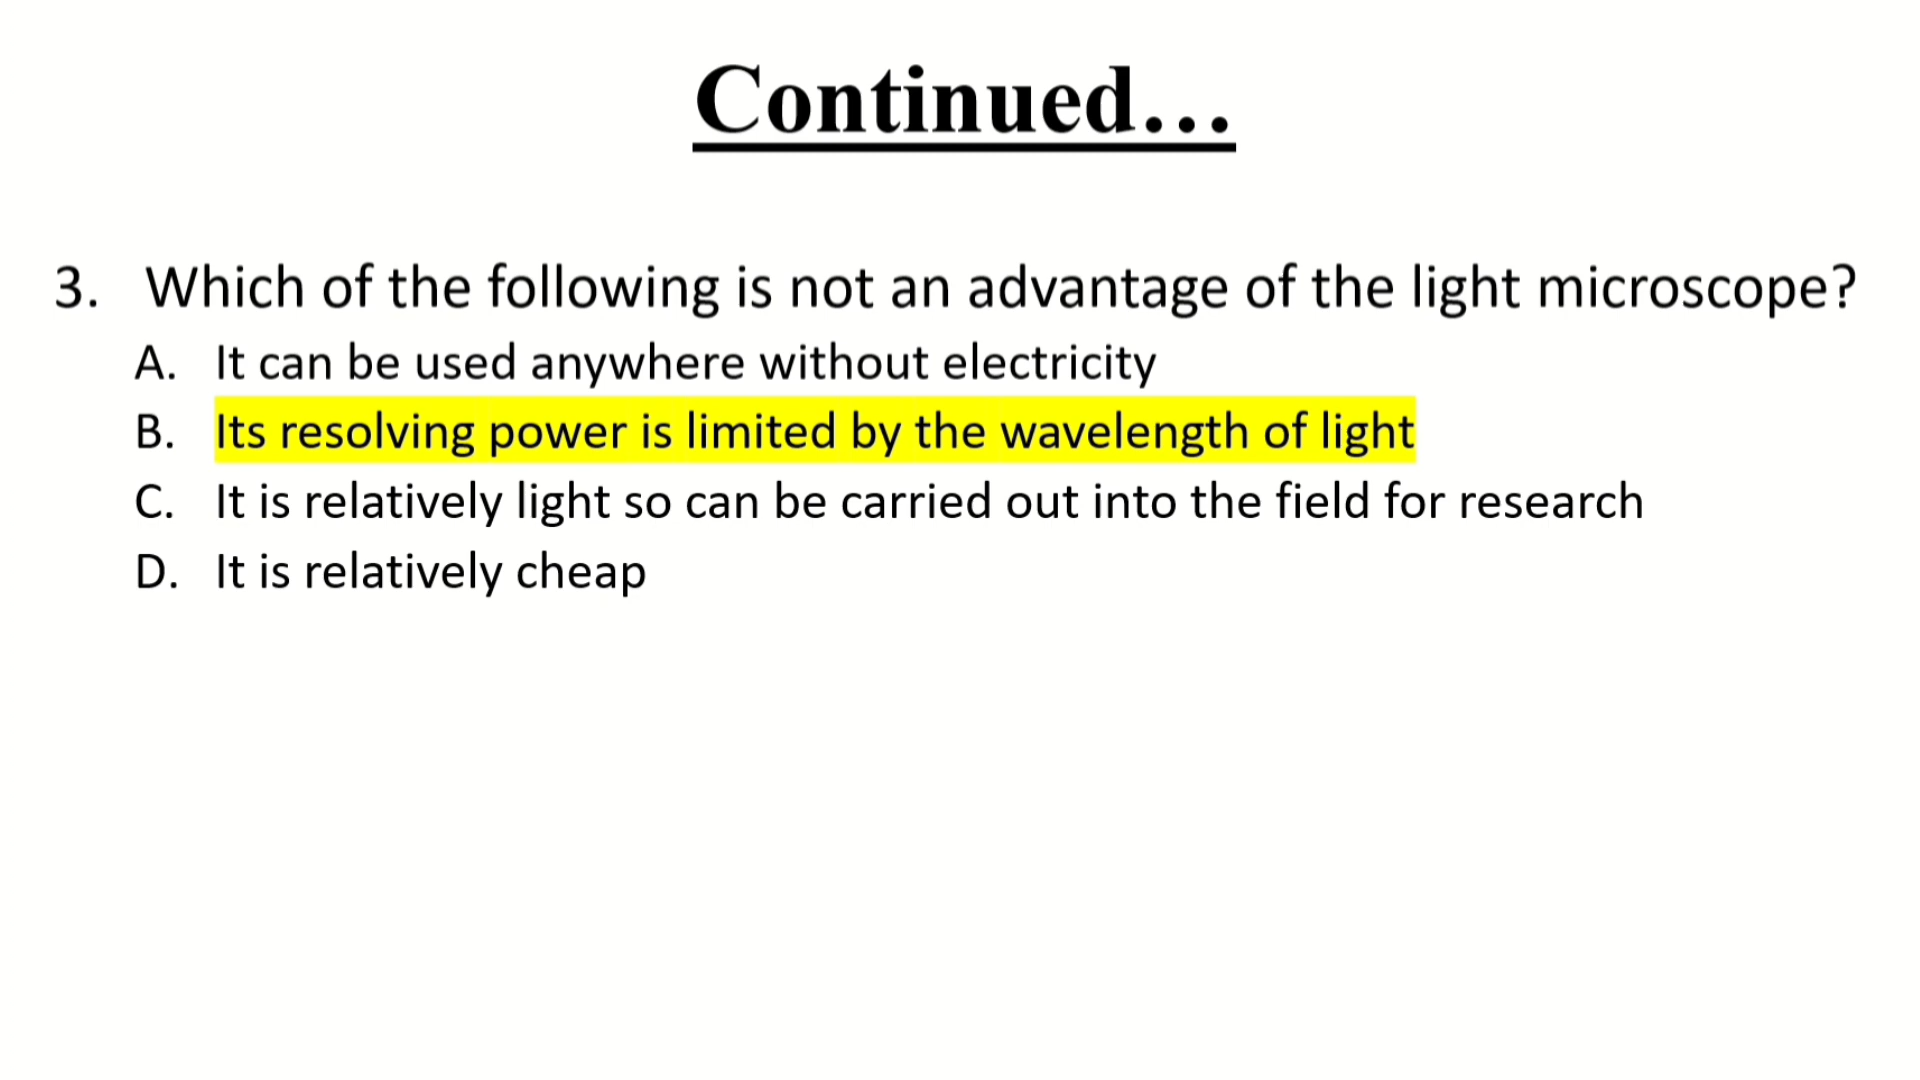 Continued...
3. Which of the following is not an advantage of the light microscope?
A. It can be used anywhere without electricity
B. Its resolving power is limited by the wavelength of light
C. It is relatively light so can be carried out into the field for research
D. It is relatively cheap